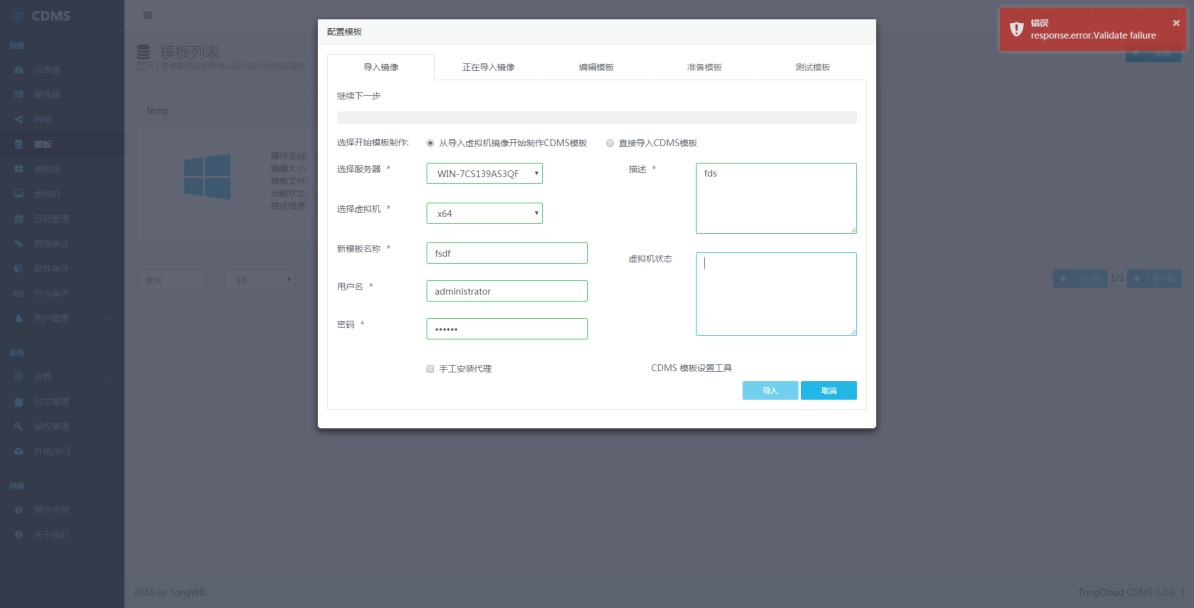 CDMS
仪表盘
服务器
网络
模板
虚拟机
日程管理
网络审计
软件审计
行为审计
用户管理
设置
日志管理
授权管理
升级/补丁
操作手册
关于我们
模板列表
temp
操作系统:
镜像大小:
模板文件:
当前状态:
描述信息:
10
1/1
2016 by TongWB.
TongCloud CDMS 1.0.0
错误
response.error.Validate failure
配置模板
导入镜像
正在导入镜像
编辑模板
准备模板
测试模板
继续下一步
选择开始模板制作: 从导入虚拟机镜像开始制作CDMS模板 直接导入CDMS模板
选择服务器 * WIN-7CS139AS3QF
描述 * fds
选择虚拟机 * x64
新模板名称 * fsdf
虚拟机状态
用户名 * administrator
密码 * ••••••
手工安装代理
CDMS 模板设置工具
导入
取消